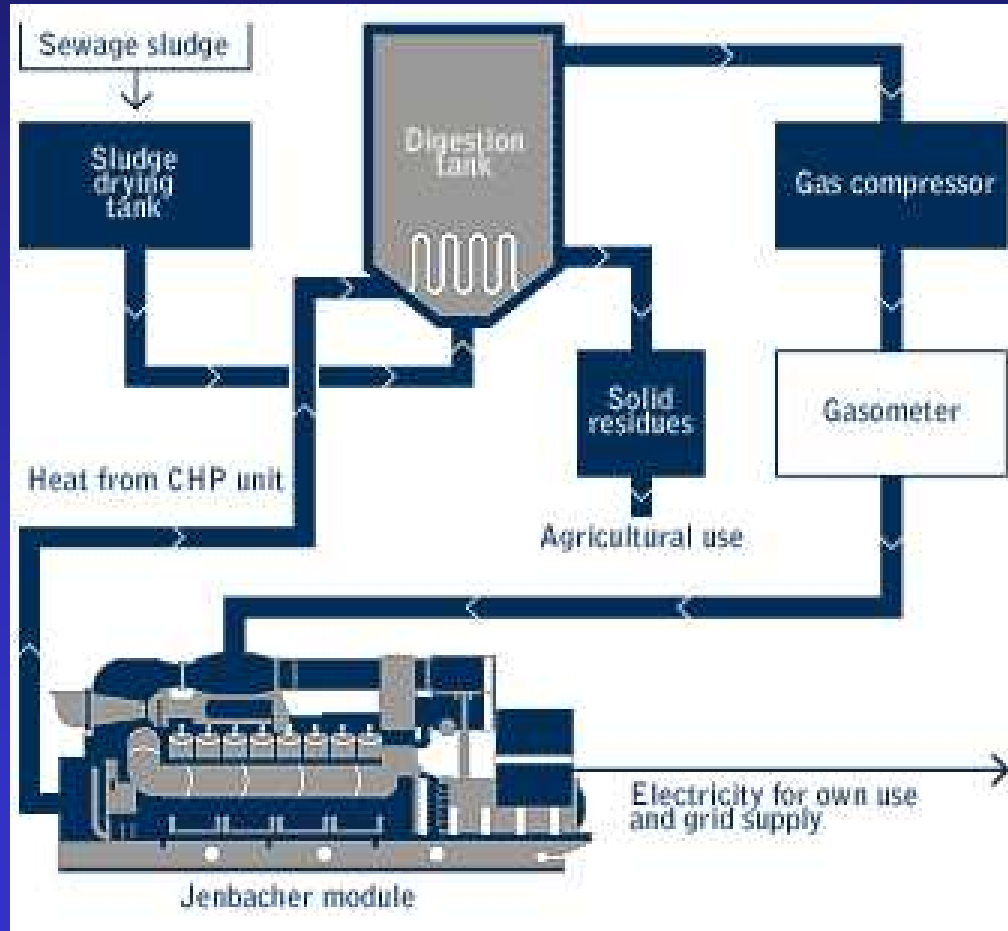 Sewage sludge
Sludge
drying
tank
Digestion
tank
Gas compressor
Solid
residues
Gasometer
Heat from CHP unit
Agricultural use
Electricity for own use
and grid supply
Jenbacher module